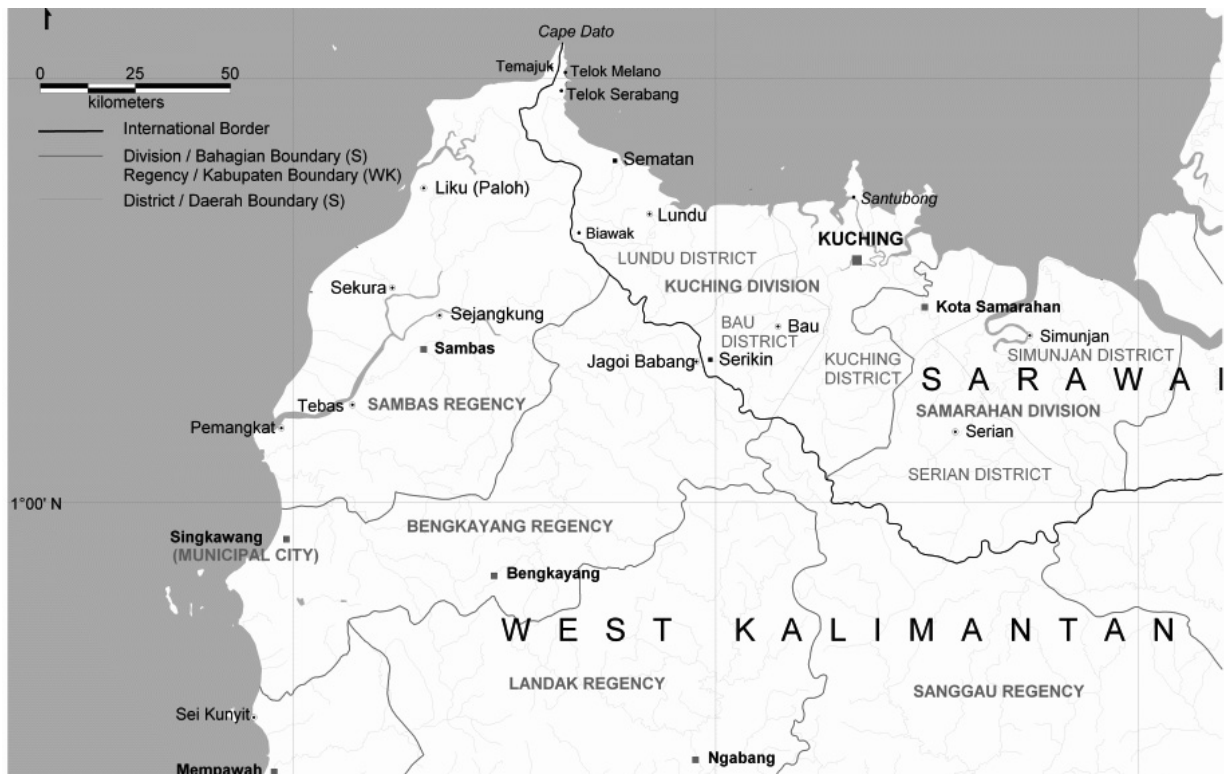 Cape Dato
0 25 50
kilometers
Temajuk
Telok Melano
Telok Serabang
International Border
Division / Bahagian Boundary (S)
Regency / Kabupaten Boundary (WK)
District / Daerah Boundary (S)
Sematan
Liku (Paloh)
Santubong
Lundu
Biawak
KUCHING
LUNDU DISTRICT
KUCHING DIVISION
Sekura
Kota Samarahan
Sejangkung
BAU
DISTRICT
Bau
Simunjan
SIMUNJAN DISTRICT
Sambas
Jagoi Babang
Serikin
KUCHING
DISTRICT
SARAWA
Tebas
SAMBAS REGENCY
SAMARAHAN DIVISION
Pemangkat
Serian
SERIAN DISTRICT
1°00' N
BENGKAYANG REGENCY
Singkawang
(MUNICIPAL CITY)
Bengkayang
WEST KALIMANTAN
LANDAK REGENCY
SANGGAU REGENCY
Sei Kunyit
Ngabang
Mempawah